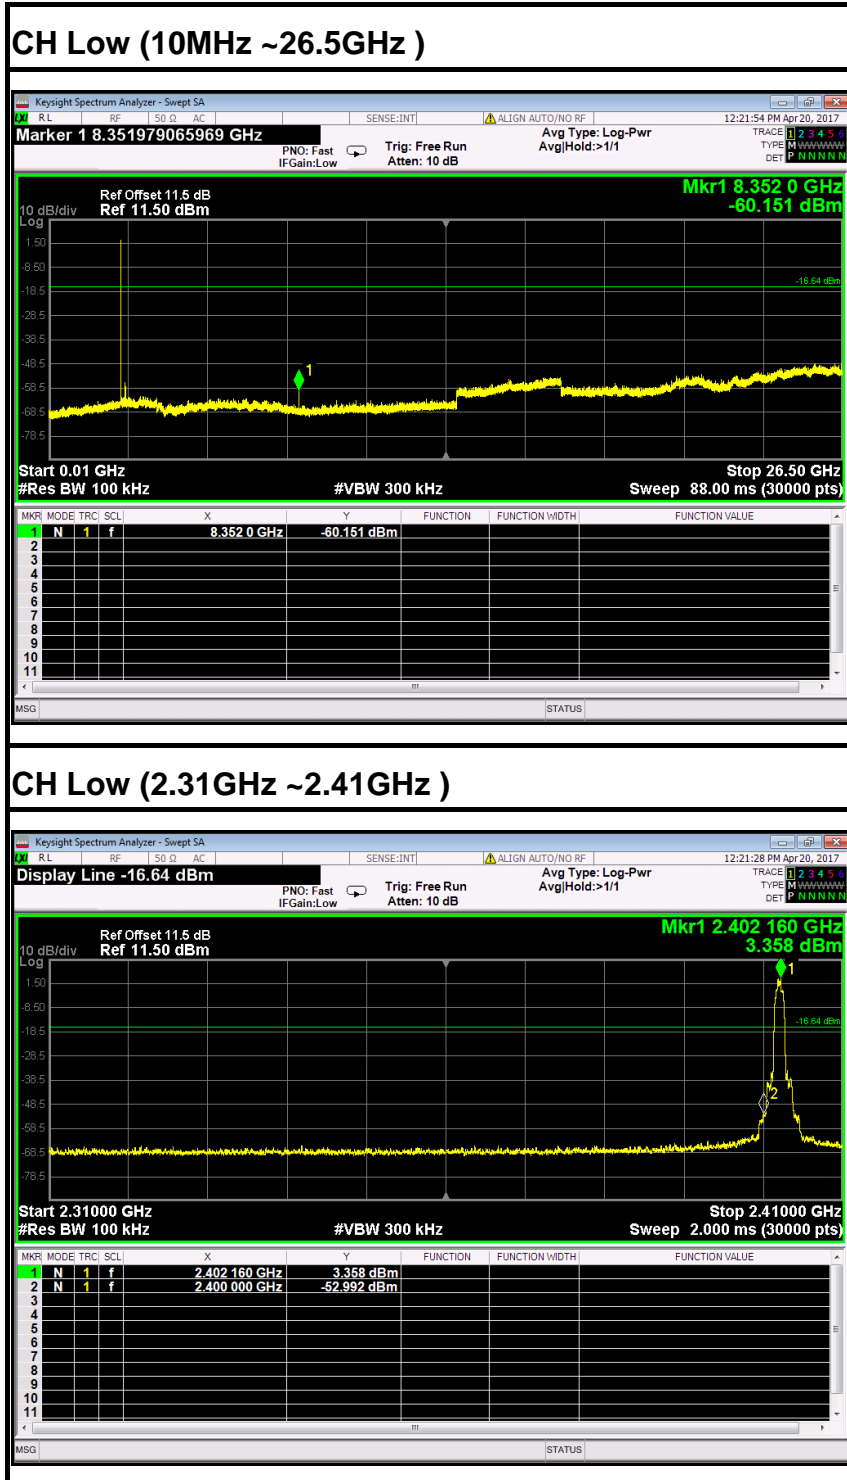 CH Low (10MHz ~26.5GHz )
Keysight Spectrum Analyzer - Swept SA
LXI RL RF 50 Ω AC SENSE:INT ALIGN AUTO/NO RF 12:21:54 PM Apr 20, 2017
Marker 1 8.351979065969 GHz
PNO: Fast
IFGain:Low
Trig: Free Run
Atten: 10 dB
Avg Type: Log-Pwr
Avg|Hold:>1/1
TRACE 1 2 3 4 5 6
TYPE M WWWWW
DET P N N N N N
Mkr1 8.352 0 GHz
-60.151 dBm
Ref Offset 11.5 dB
10 dB/div Ref 11.50 dBm
Log
1.50
-8.50
-16.64 dBm
-18.5
-28.5
-38.5
-48.5
1
-58.5
-68.5
-78.5
Start 0.01 GHz Stop 26.50 GHz
#Res BW 100 kHz #VBW 300 kHz Sweep 88.00 ms (30000 pts)
MKR MODE TRC SCL X Y FUNCTION FUNCTION WIDTH FUNCTION VALUE
1 N 1 f 8.352 0 GHz -60.151 dBm
2
3
4
5
6
7
8
9
10
11
MSG STATUS
CH Low (2.31GHz ~2.41GHz )
Keysight Spectrum Analyzer - Swept SA
LXI RL RF 50 Ω AC SENSE:INT ALIGN AUTO/NO RF 12:21:28 PM Apr 20, 2017
Display Line -16.64 dBm
PNO: Fast
IFGain:Low
Trig: Free Run
Atten: 10 dB
Avg Type: Log-Pwr
Avg|Hold:>1/1
TRACE 1 2 3 4 5 6
TYPE M WWWWW
DET P N N N N N
Mkr1 2.402 160 GHz
3.358 dBm
Ref Offset 11.5 dB
10 dB/div Ref 11.50 dBm
Log
1
1.50
-8.50
-16.64 dBm
-18.5
-28.5
-38.5
2
-48.5
-58.5
-68.5
-78.5
Start 2.31000 GHz Stop 2.41000 GHz
#Res BW 100 kHz #VBW 300 kHz Sweep 2.000 ms (30000 pts)
MKR MODE TRC SCL X Y FUNCTION FUNCTION WIDTH FUNCTION VALUE
1 N 1 f 2.402 160 GHz 3.358 dBm
2 N 1 f 2.400 000 GHz -52.992 dBm
3
4
5
6
7
8
9
10
11
MSG STATUS